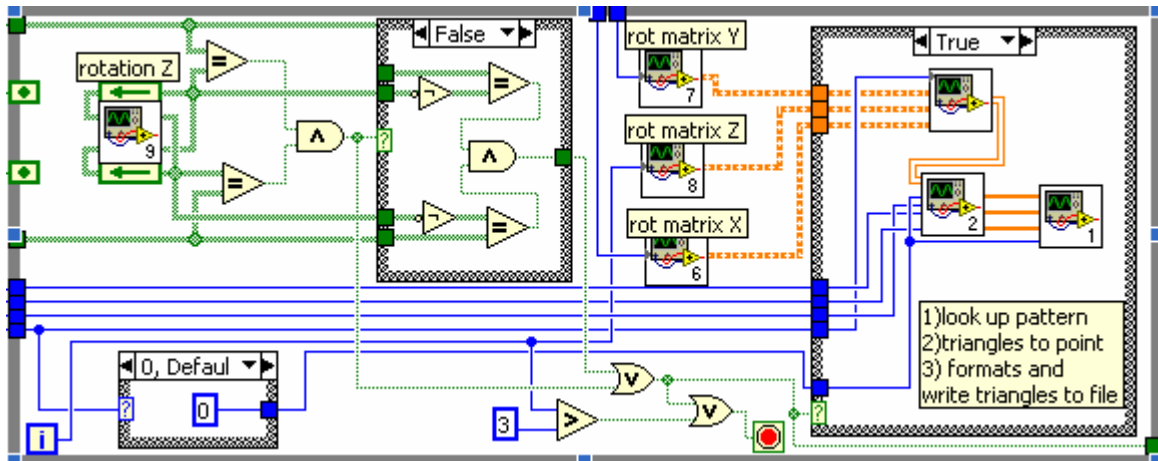 False
rot matrix Y
True
rotation Z
7
9
rot matrix Z
8
2
1
rot matrix X
6
1)look up pattern
2)triangles to point
3) formats and
write triangles to file
0, Defaul
0
3
i